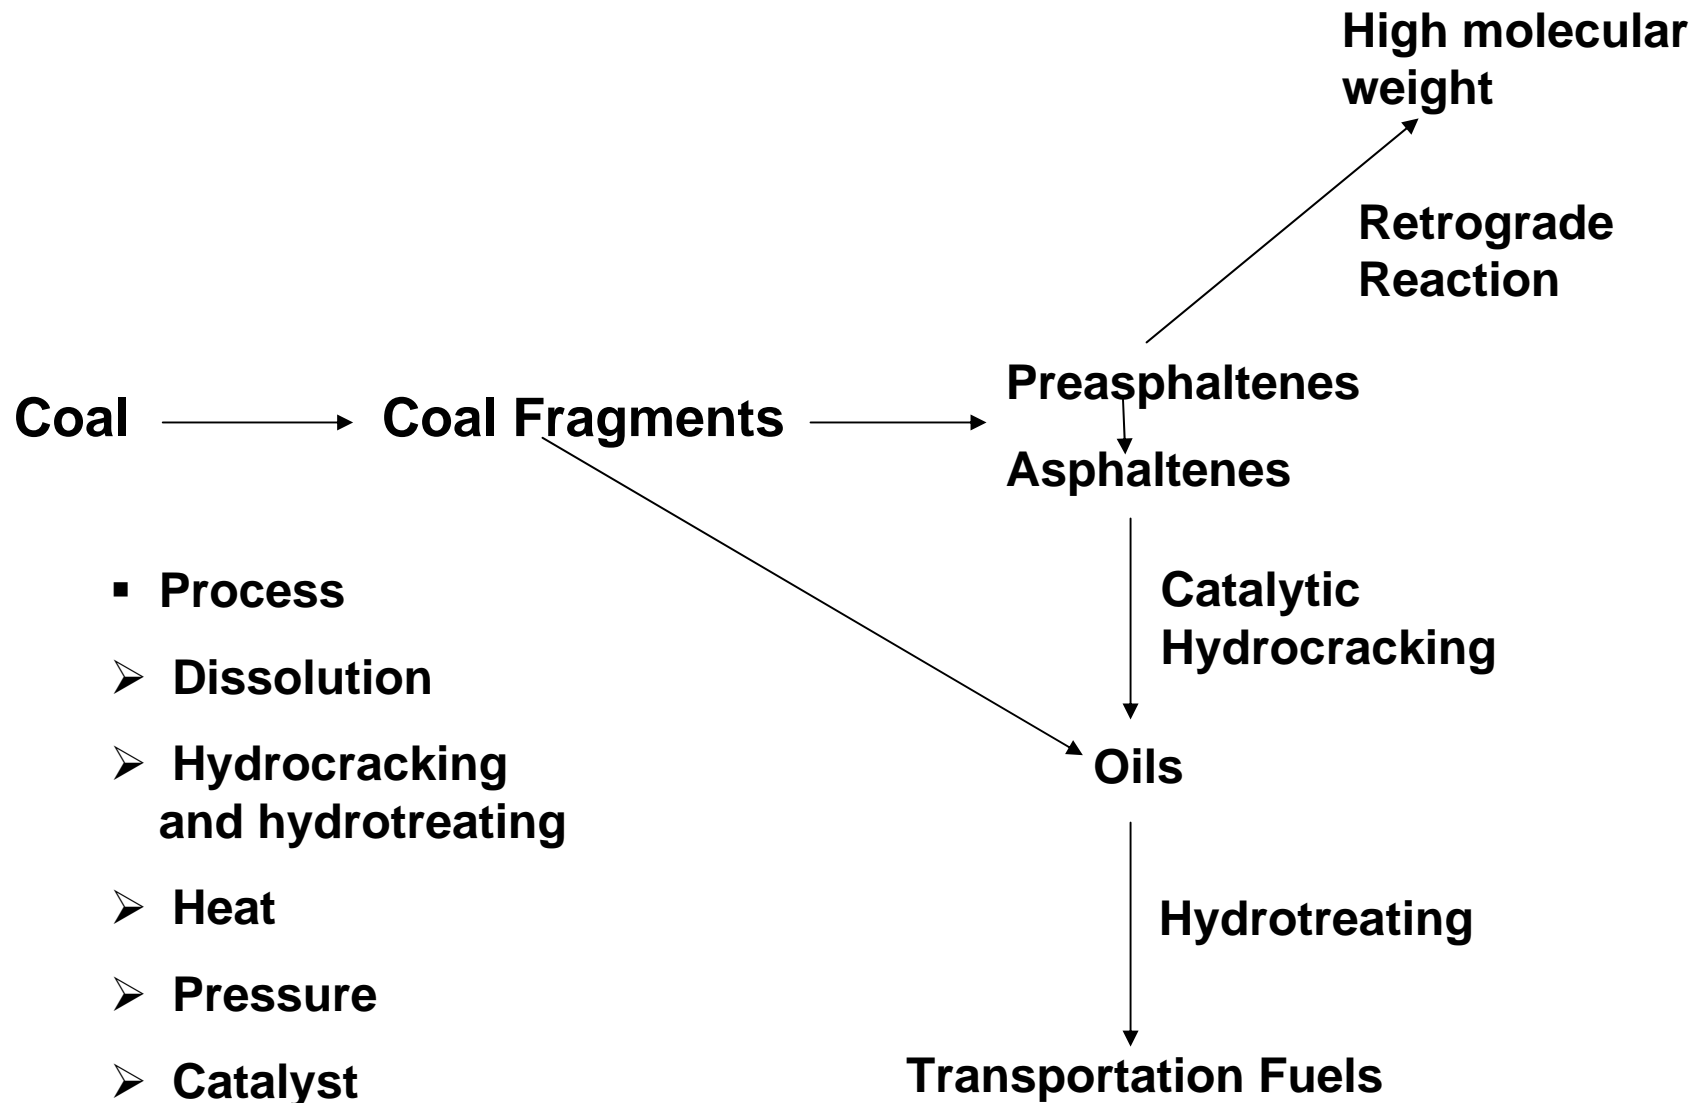 High molecular
weight
Retrograde
Reaction
Preasphaltenes
Coal
Coal Fragments
Asphaltenes
▪ Process
Catalytic
Hydrocracking
➢ Dissolution
➢ Hydrocracking
and hydrotreating
Oils
➢ Heat
Hydrotreating
➢ Pressure
➢ Catalyst
Transportation Fuels